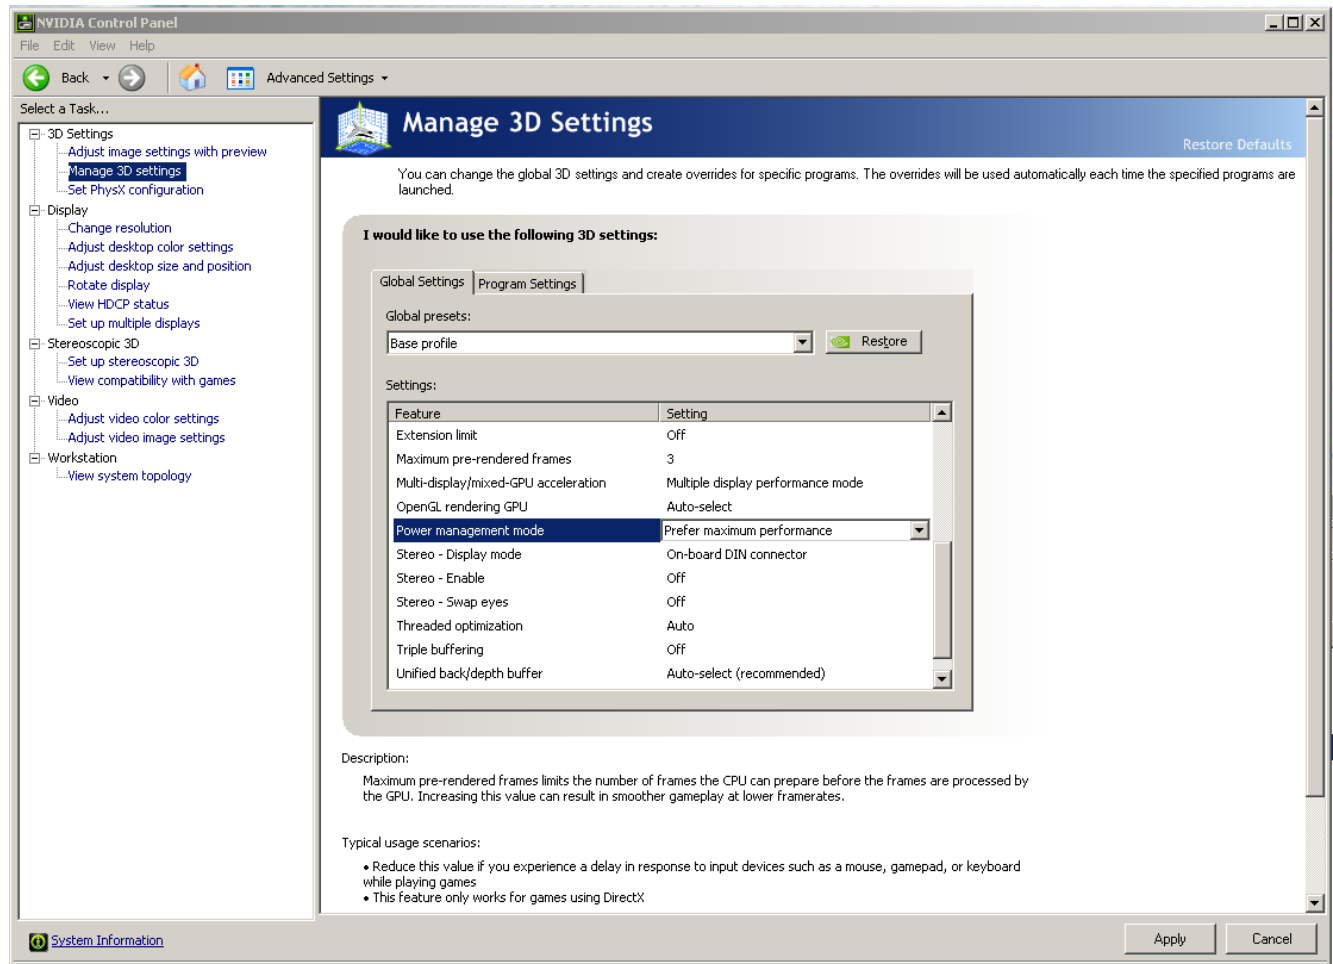 NVIDIA Control Panel
File Edit View Help
Back Advanced Settings
Select a Task...
3D Settings
Adjust image settings with preview
Manage 3D settings
Set PhysX configuration
Display
Change resolution
Adjust desktop color settings
Adjust desktop size and position
Rotate display
View HDCP status
Set up multiple displays
Stereoscopic 3D
Set up stereoscopic 3D
View compatibility with games
Video
Adjust video color settings
Adjust video image settings
Workstation
View system topology
Manage 3D Settings
Restore Defaults
You can change the global 3D settings and create overrides for specific programs. The overrides will be used automatically each time the specified programs are
launched.
I would like to use the following 3D settings:
Global Settings Program Settings
Global presets:
Base profile Restore
Settings:
Feature Setting
Extension limit Off
Maximum pre-rendered frames 3
Multi-display/mixed-GPU acceleration Multiple display performance mode
OpenGL rendering GPU Auto-select
Power management mode Prefer maximum performance
Stereo - Display mode On-board DIN connector
Stereo - Enable Off
Stereo - Swap eyes Off
Threaded optimization Auto
Triple buffering Off
Unified back/depth buffer Auto-select (recommended)
Description:
Maximum pre-rendered frames limits the number of frames the CPU can prepare before the frames are processed by
the GPU. Increasing this value can result in smoother gameplay at lower framerates.
Typical usage scenarios:
• Reduce this value if you experience a delay in response to input devices such as a mouse, gamepad, or keyboard
while playing games
• This feature only works for games using DirectX
System Information
Apply Cancel